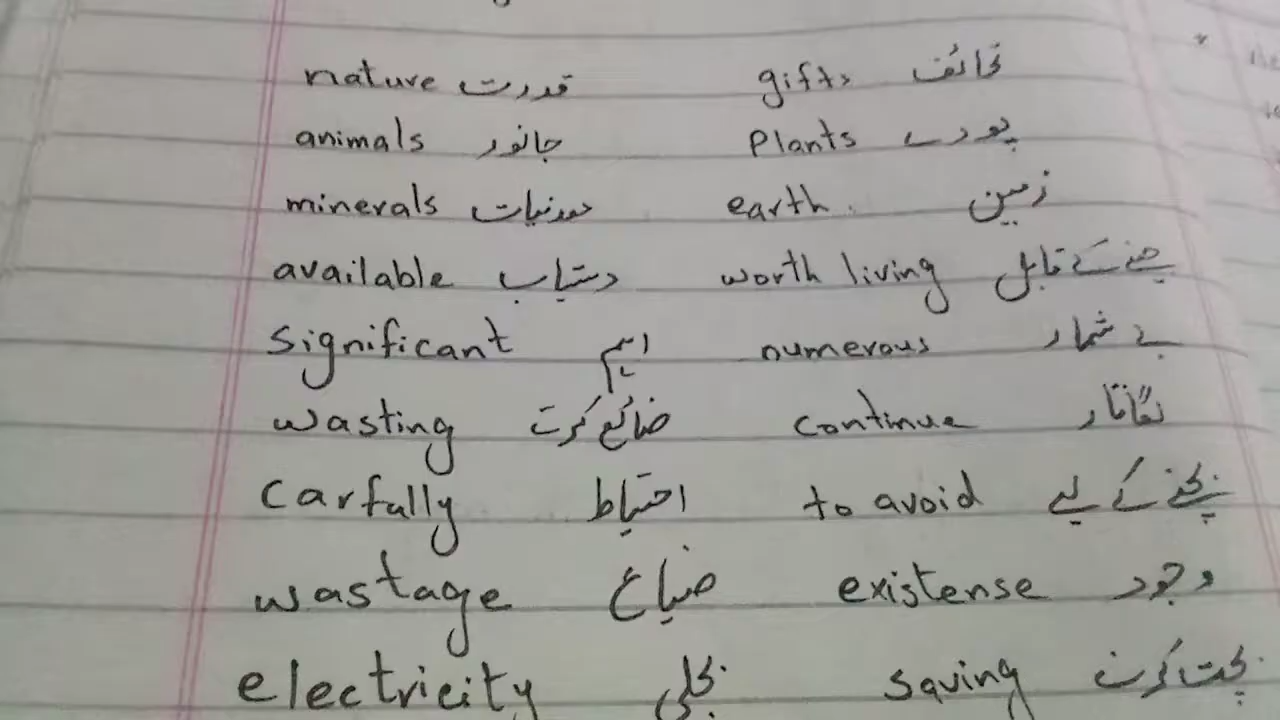 nature قدرت gifts تحائف
animals جانور Plants پودے
minerals معدنیات earth زمین
available دستیاب worth living جینے کے قابل
significant اہم numerous بے شمار
wasting ضائع کرت continue لگاتار
carfully احتیاط to avoid بچنے کے لیے
wastage ضیاع existense وجود
electricity بجلی saving بچت کرن